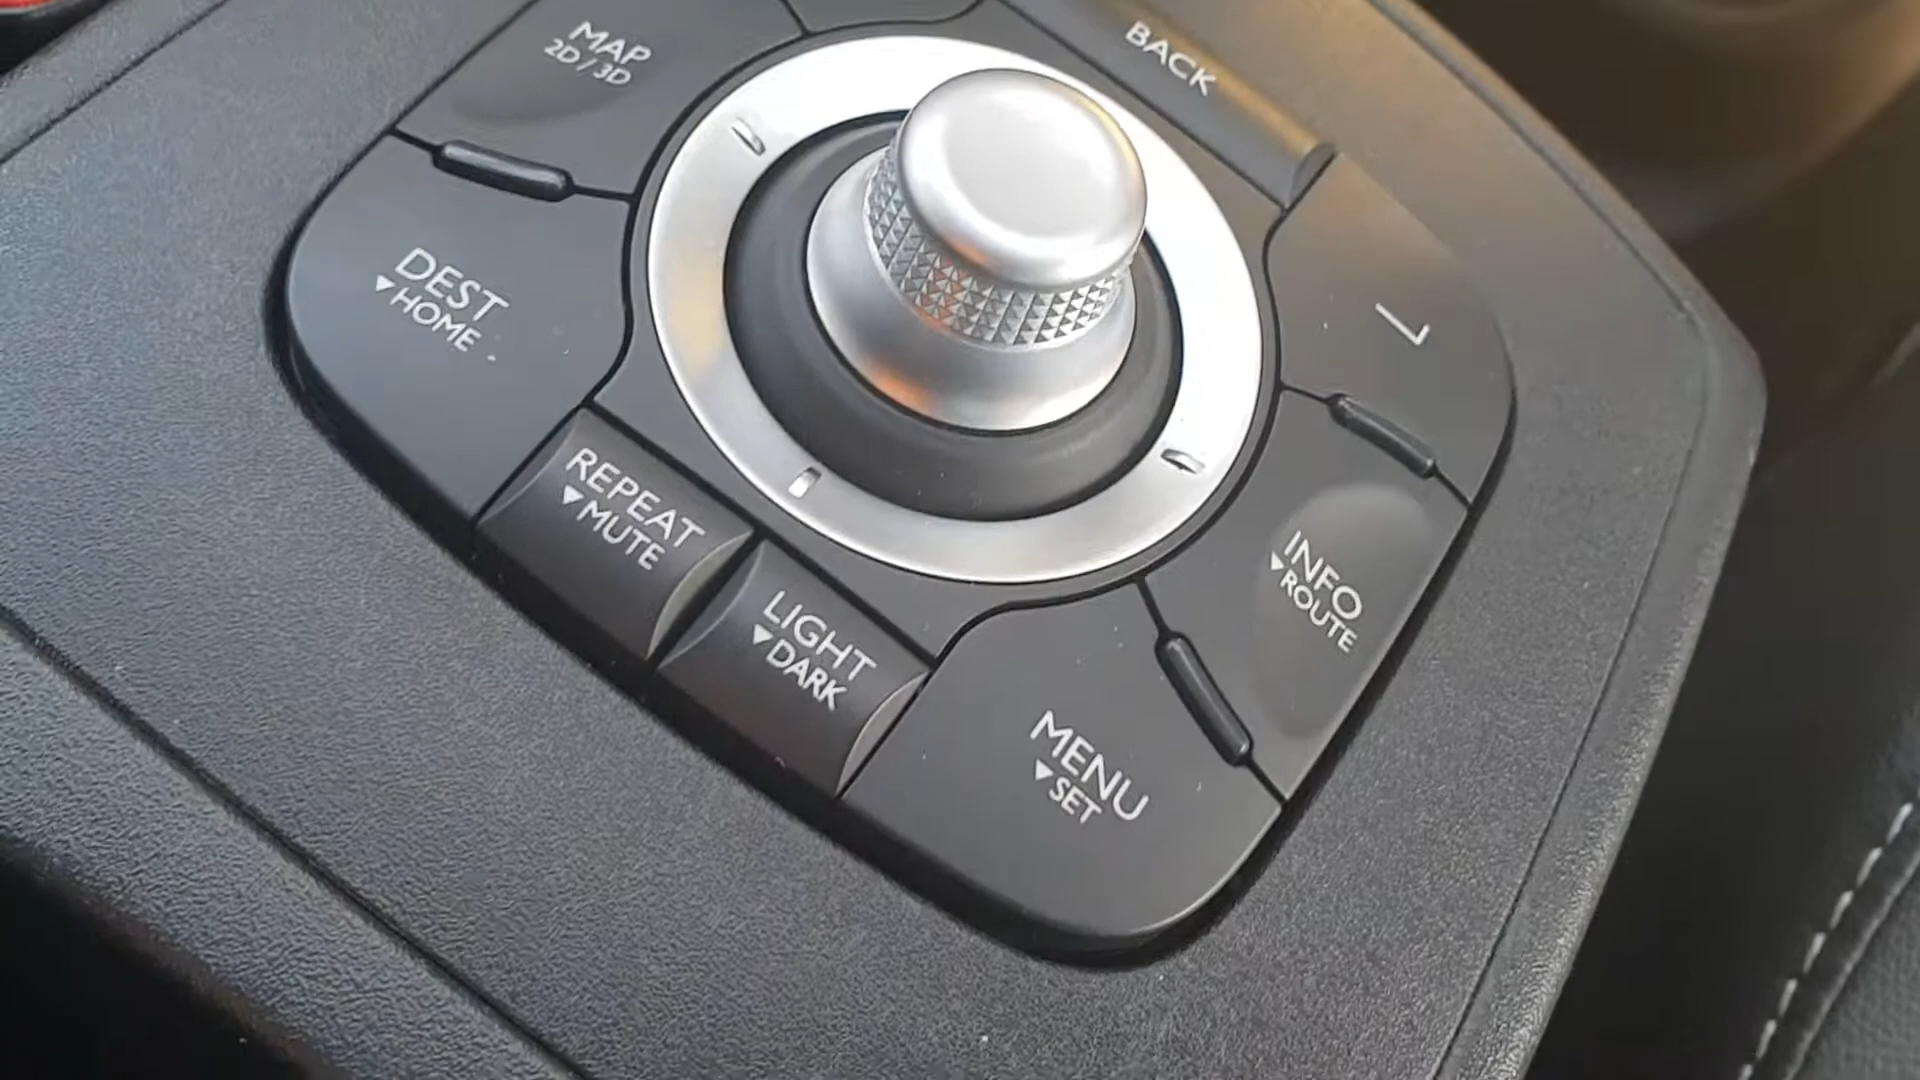 MAP
2D/3D
BACK
DEST
▼HOME
REPEAT
▼MUTE
LIGHT
▼DARK
INFO
▼ROUTE
MENU
▼SET